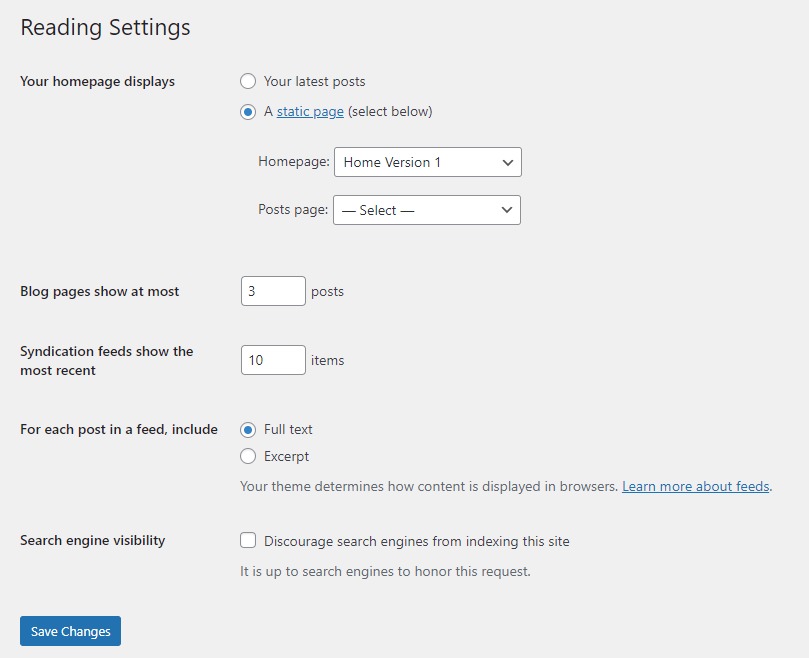 Reading Settings
Your homepage displays
Your latest posts
A static page (select below)
Homepage: Home Version 1
Posts page: — Select —
Blog pages show at most 3 posts
Syndication feeds show the
most recent
10 items
For each post in a feed, include
Full text
Excerpt
Your theme determines how content is displayed in browsers. Learn more about feeds.
Search engine visibility
Discourage search engines from indexing this site
It is up to search engines to honor this request.
Save Changes